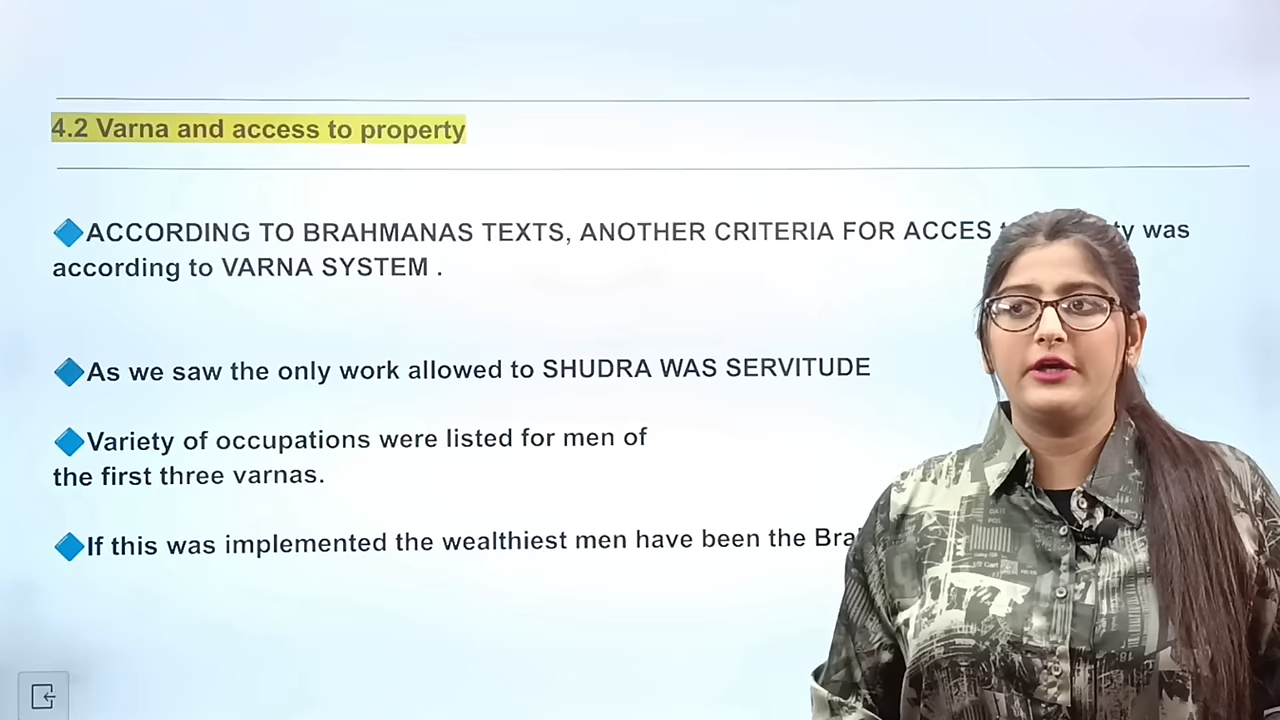 4.2 Varna and access to property
ACCORDING TO BRAHMANAS TEXTS, ANOTHER CRITERIA FOR ACCES was
according to VARNA SYSTEM .
As we saw the only work allowed to SHUDRA WAS SERVITUDE
Variety of occupations were listed for men of
the first three varnas.
If this was implemented the wealthiest men have been the